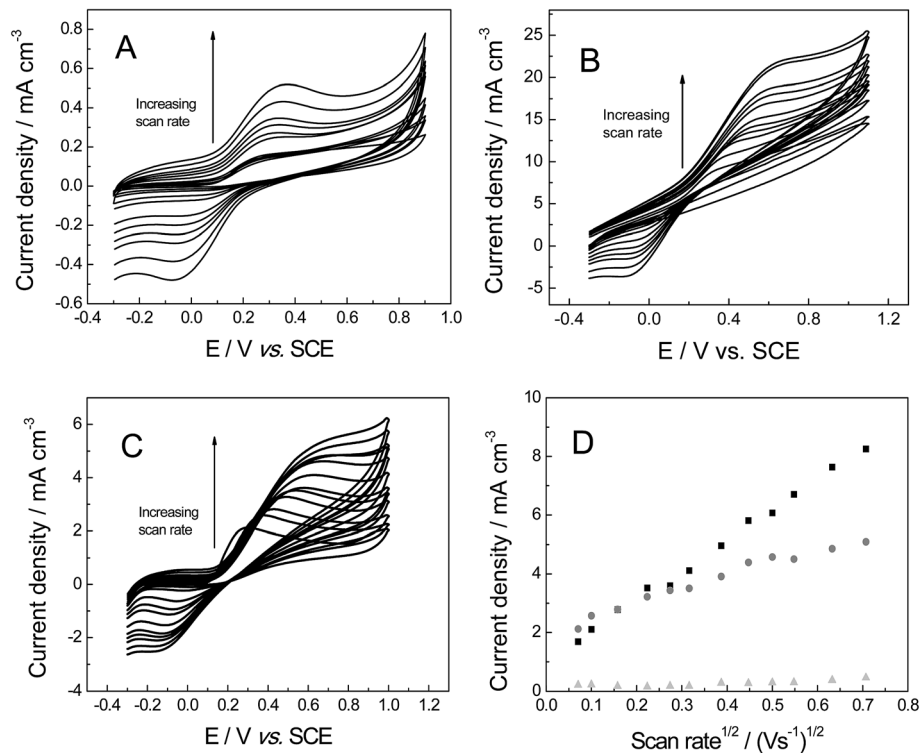 A
Increasing
scan rate
Current density / mA cm-3
0.8
0.6
0.4
0.2
0.0
-0.2
-0.4
-0.6
-0.4 -0.2 0.0 0.2 0.4 0.6 0.8 1.0
E / V vs. SCE
B
Increasing
scan rate
Current density / mA cm-3
25
20
15
10
5
0
-5
-0.4 0.0 0.4 0.8 1.2
E / V vs. SCE
C
Increasing
scan rate
Current density / mA cm-3
6
4
2
0
-2
-4
-0.4 -0.2 0.0 0.2 0.4 0.6 0.8 1.0 1.2
E / V vs. SCE
D
Current density / mA cm-3
10
8
6
4
2
0
0.0 0.1 0.2 0.3 0.4 0.5 0.6 0.7 0.8
Scan rate1/2 / (Vs-1)1/2